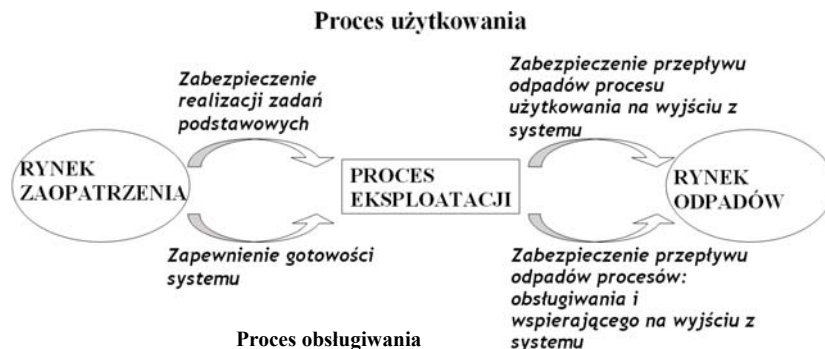 Proces użytkowania
Zabezpieczenie
realizacji zadań
podstawowych
Zabezpieczenie przepływu
odpadów procesu
użytkowania na wyjściu z
systemu
RYNEK
ZAOPATRZENIA
PROCES
EKSPLOATACJI
RYNEK
ODPADÓW
Zapewnienie gotowości
systemu
Zabezpieczenie przepływu
odpadów procesów:
obsługiwania i
wspierającego na wyjściu z
systemu
Proces obsługiwania